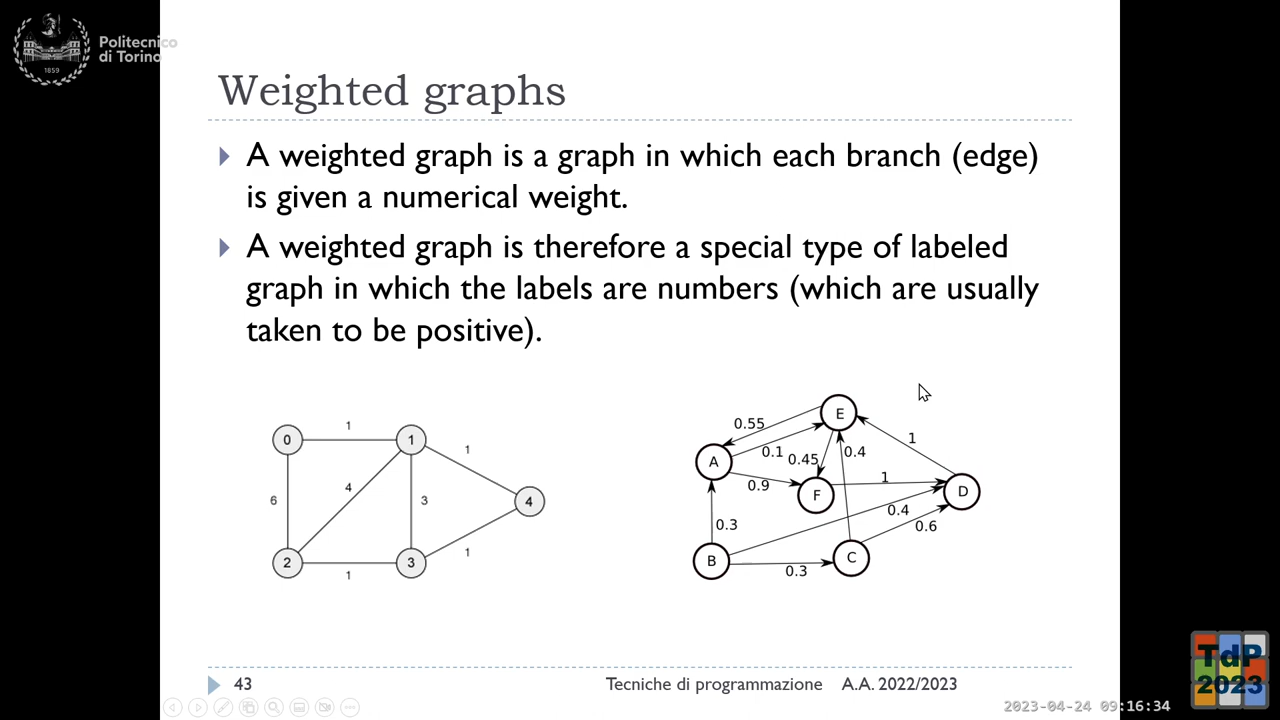 Politecnico
di Torino
1859
Weighted graphs
A weighted graph is a graph in which each branch (edge)
is given a numerical weight.
A weighted graph is therefore a special type of labeled
graph in which the labels are numbers (which are usually
taken to be positive).
0
1
1
1
6
4
3
4
2
1
3
1
E
0.55
A
0.1
0.45
0.4
1
0.9
F
1
D
0.3
0.4
0.6
B
0.3
C
43
Tecniche di programmazione A.A. 2022/2023
TdP
2023
2023-04-24 09:16:34